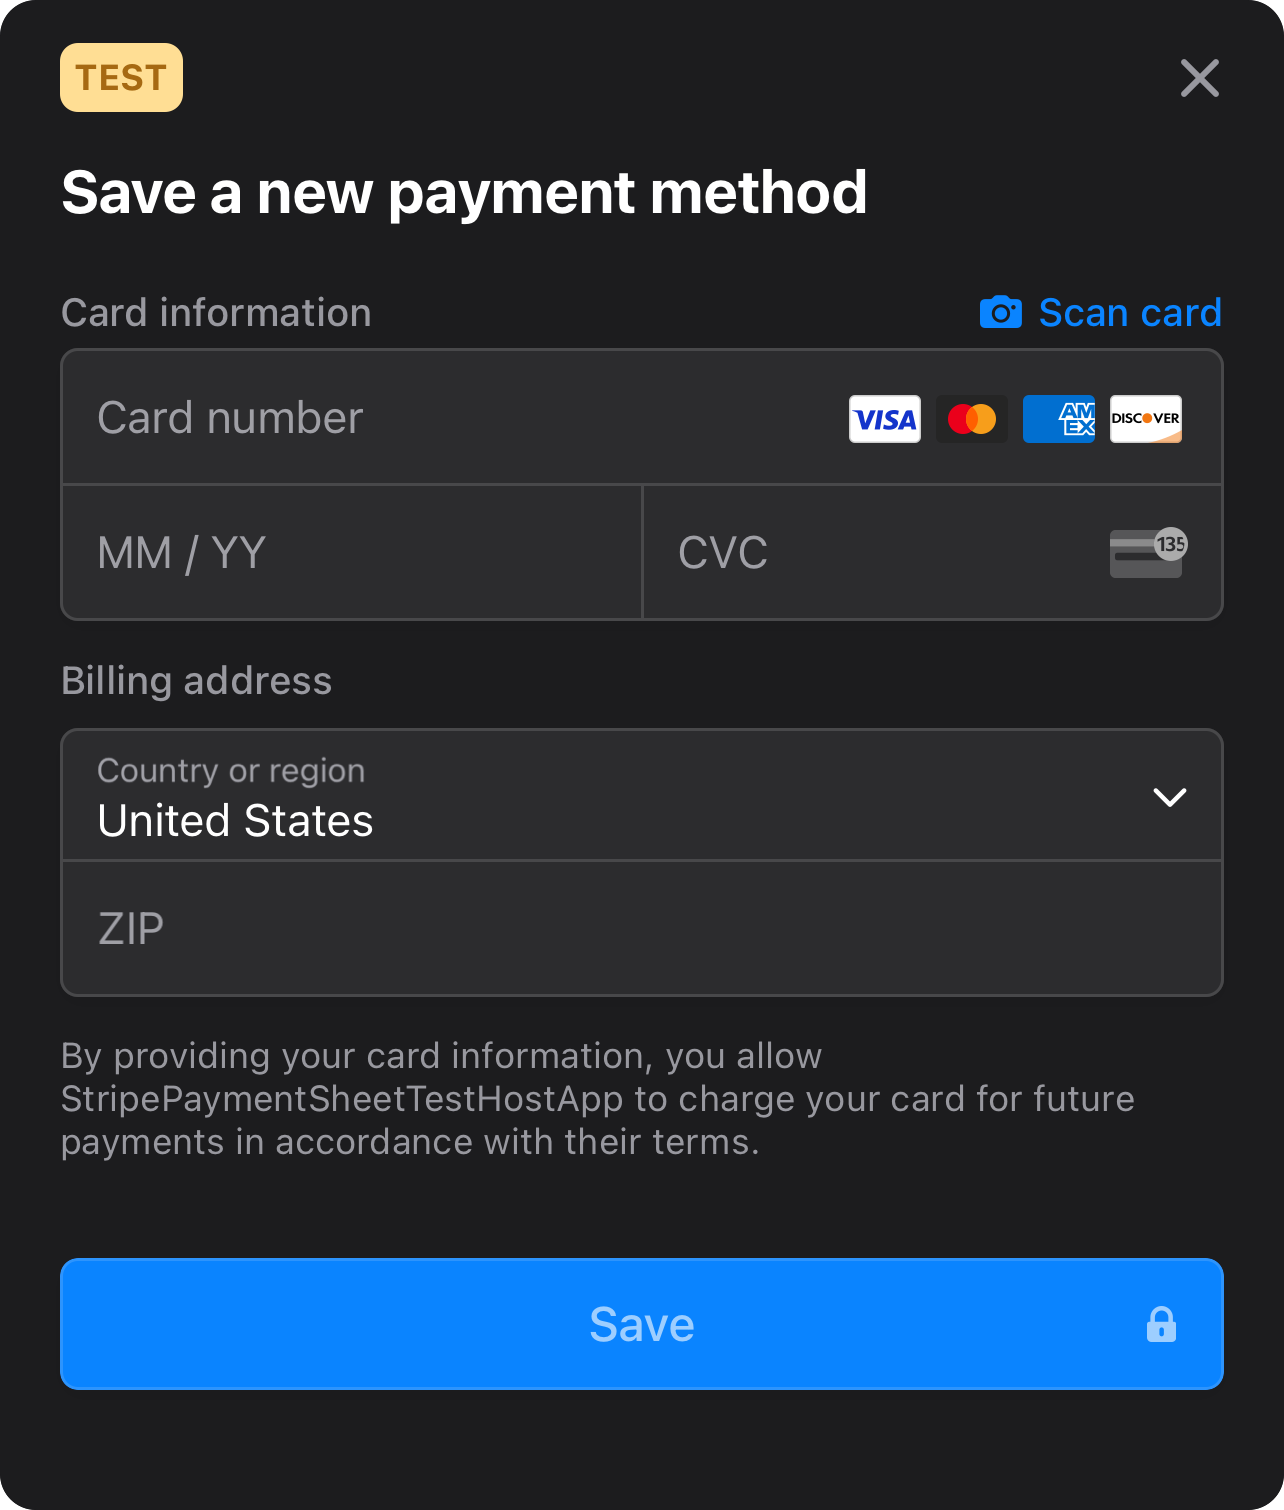 TEST
Save a new payment method
Card information
Scan card
Card number
VISA
AM
EX
DISCOVER
MM / YY
CVC
135
Billing address
Country or region
United States
ZIP
By providing your card information, you allow
StripePaymentSheetTestHostApp to charge your card for future
payments in accordance with their terms.
Save